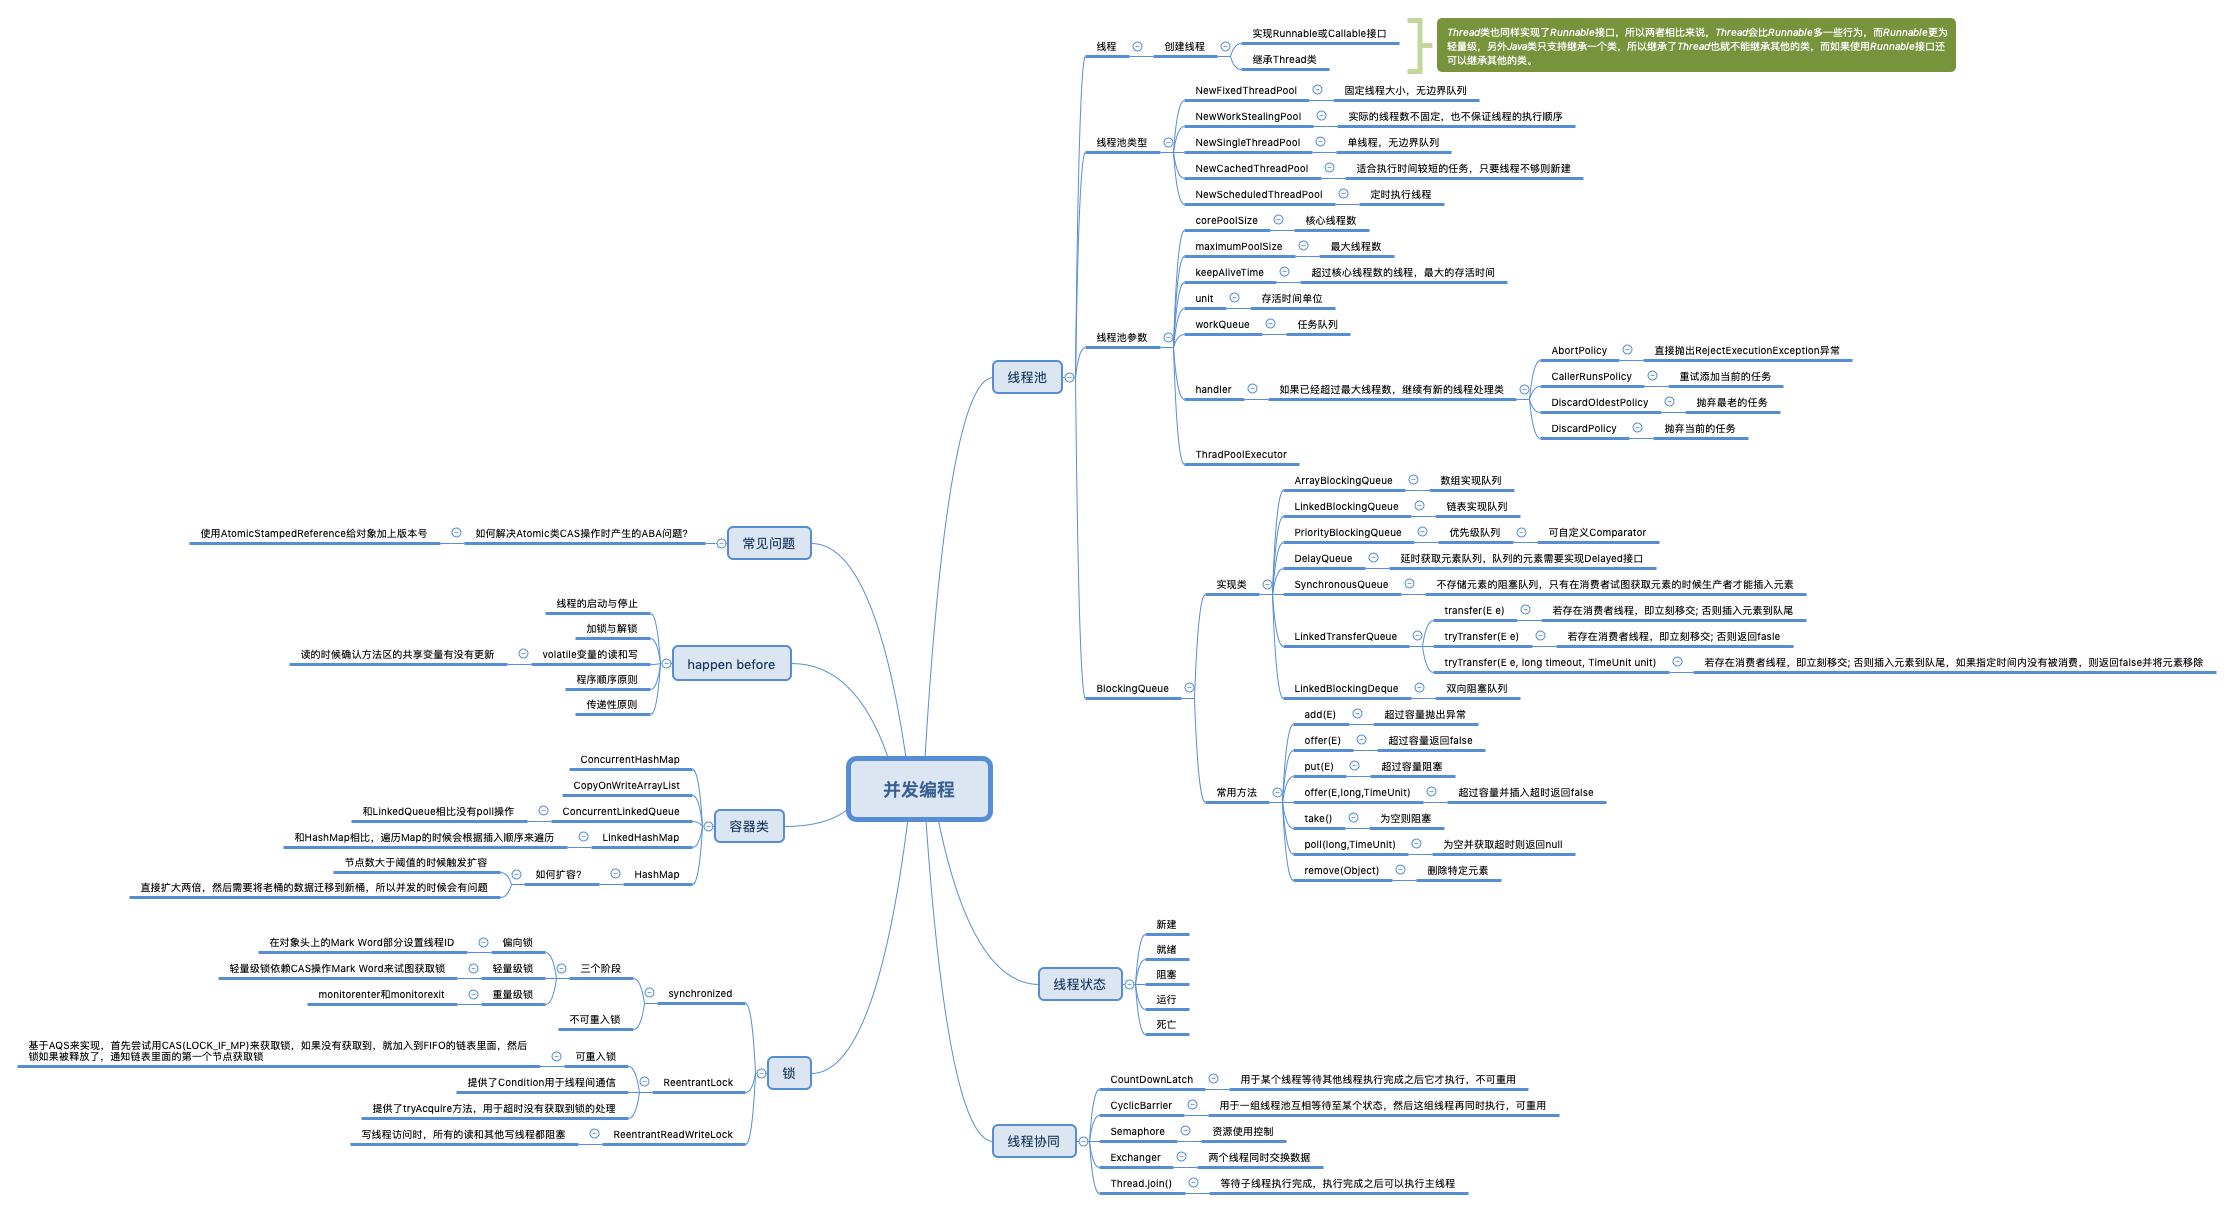 并发编程
线程池
线程
创建线程
实现Runnable或Callable接口
继承Thread类
Thread类也同样实现了Runnable接口，所以两者相比来说，Thread会比Runnable多一些行为，而Runnable更为
轻量级，另外Java类只支持继承一个类，所以继承了Thread也就不能继承其他的类，而如果使用Runnable接口还
可以继承其他的类。
线程池类型
NewFixedThreadPool
固定线程大小，无边界队列
NewWorkStealingPool
实际的线程数不固定，也不保证线程的执行顺序
NewSingleThreadPool
单线程，无边界队列
NewCachedThreadPool
适合执行时间较短的任务，只要线程不够则新建
NewScheduledThreadPool
定时执行线程
线程池参数
corePoolSize
核心线程数
maximumPoolSize
最大线程数
keepAliveTime
超过核心线程数的线程，最大的存活时间
unit
存活时间单位
workQueue
任务队列
handler
如果已经超过最大线程数，继续有新的线程处理类
AbortPolicy
直接抛出RejectExecutionException异常
CallerRunsPolicy
重试添加当前的任务
DiscardOldestPolicy
抛弃最老的任务
DiscardPolicy
抛弃当前的任务
ThradPoolExecutor
BlockingQueue
实现类
ArrayBlockingQueue
数组实现队列
LinkedBlockingQueue
链表实现队列
PriorityBlockingQueue
优先级队列
可自定义Comparator
DelayQueue
延时获取元素队列，队列的元素需要实现Delayed接口
SynchronousQueue
不存储元素的阻塞队列，只有在消费者试图获取元素的时候生产者才能插入元素
LinkedTransferQueue
transfer(E e)
若存在消费者线程，即立刻移交; 否则插入元素到队尾
tryTransfer(E e)
若存在消费者线程，即立刻移交; 否则返回fasle
tryTransfer(E e, long timeout, TimeUnit unit)
若存在消费者线程，即立刻移交; 否则插入元素到队尾，如果指定时间内没有被消费，则返回false并将元素移除
LinkedBlockingDeque
双向阻塞队列
常用方法
add(E)
超过容量抛出异常
offer(E)
超过容量返回false
put(E)
超过容量阻塞
offer(E,long,TimeUnit)
超过容量并插入超时返回false
take()
为空则阻塞
poll(long,TimeUnit)
为空并获取超时则返回null
remove(Object)
删除特定元素
线程状态
新建
就绪
阻塞
运行
死亡
线程协同
CountDownLatch
用于某个线程等待其他线程执行完成之后它才执行，不可重用
CyclicBarrier
用于一组线程池互相等待至某个状态，然后这组线程再同时执行，可重用
Semaphore
资源使用控制
Exchanger
两个线程同时交换数据
Thread.join()
等待子线程执行完成，执行完成之后可以执行主线程
常见问题
如何解决Atomic类CAS操作时产生的ABA问题?
使用AtomicStampedReference给对象加上版本号
happen before
线程的启动与停止
加锁与解锁
volatile变量的读和写
读的时候确认方法区的共享变量有没有更新
程序顺序原则
传递性原则
容器类
ConcurrentHashMap
CopyOnWriteArrayList
ConcurrentLinkedQueue
和LinkedQueue相比没有poll操作
LinkedHashMap
和HashMap相比，遍历Map的时候会根据插入顺序来遍历
HashMap
如何扩容?
节点数大于阈值的时候触发扩容
直接扩大两倍，然后需要将老桶的数据迁移到新桶，所以并发的时候会有问题
锁
synchronized
三个阶段
偏向锁
在对象头上的Mark Word部分设置线程ID
轻量级锁
轻量级锁依赖CAS操作Mark Word来试图获取锁
重量级锁
monitorenter和monitorexit
不可重入锁
ReentrantLock
可重入锁
基于AQS来实现，首先尝试用CAS(LOCK_IF_MP)来获取锁，如果没有获取到，就加入到FIFO的链表里面，然后
锁如果被释放了，通知链表里面的第一个节点获取锁
提供了Condition用于线程间通信
提供了tryAcquire方法，用于超时没有获取到锁的处理
ReentrantReadWriteLock
写线程访问时，所有的读和其他写线程都阻塞